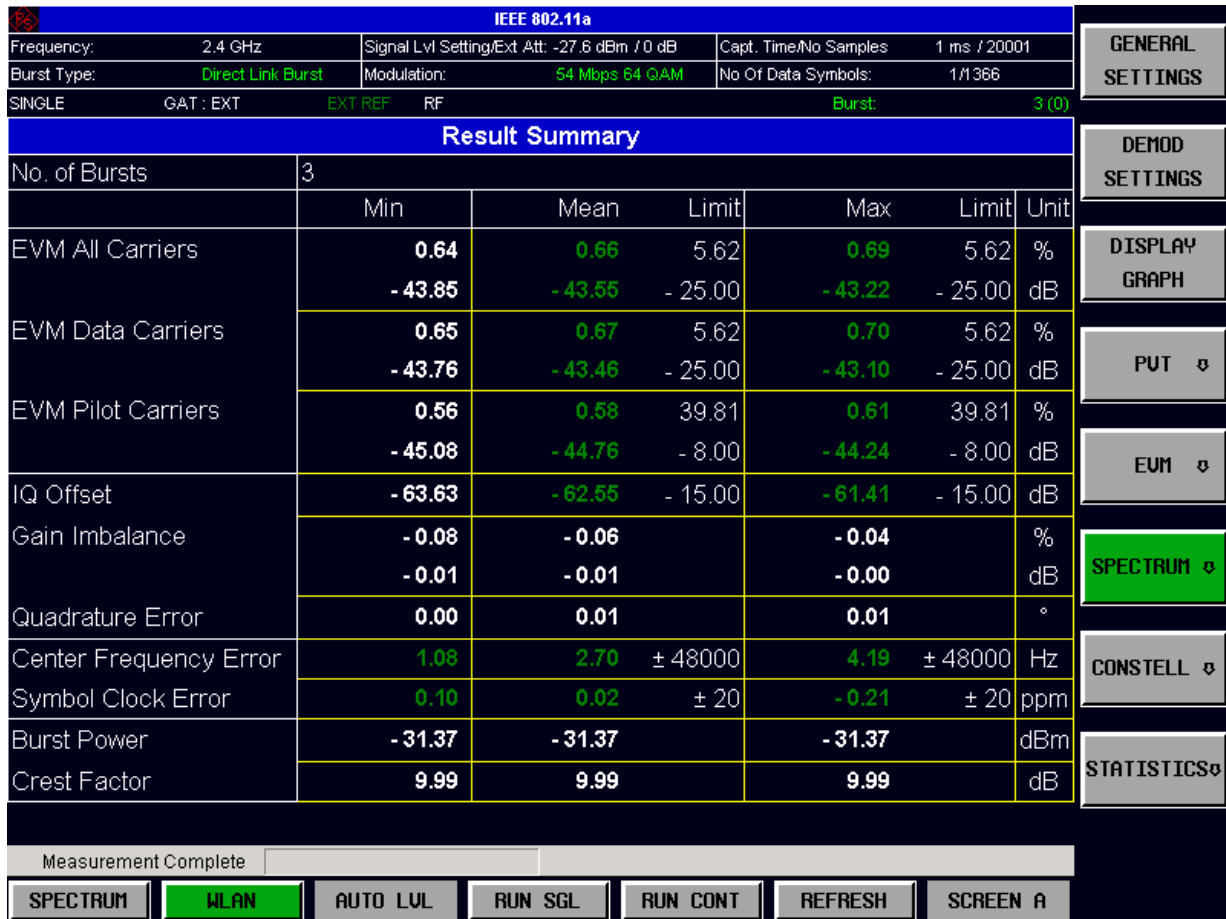 IEEE 802.11a
Frequency: 2.4 GHz Signal Lvl Setting/Ext Att: -27.6 dBm / 0 dB Capt. Time/No Samples 1 ms / 20001
Burst Type: Direct Link Burst Modulation: 54 Mbps 64 QAM No Of Data Symbols: 1/1366
SINGLE GAT : EXT EXT REF RF Burst: 3 (0)
Result Summary
No. of Bursts 3
Min Mean Limit Max Limit Unit
EVM All Carriers 0.64 0.66 5.62 0.69 5.62 %
- 43.85 - 43.55 - 25.00 - 43.22 - 25.00 dB
EVM Data Carriers 0.65 0.67 5.62 0.70 5.62 %
- 43.76 - 43.46 - 25.00 - 43.10 - 25.00 dB
EVM Pilot Carriers 0.56 0.58 39.81 0.61 39.81 %
- 45.08 - 44.76 - 8.00 - 44.24 - 8.00 dB
IQ Offset - 63.63 - 62.55 - 15.00 - 61.41 - 15.00 dB
Gain Imbalance - 0.08 - 0.06 - 0.04 %
- 0.01 - 0.01 - 0.00 dB
Quadrature Error 0.00 0.01 0.01 °
Center Frequency Error 1.08 2.70 ± 48000 4.19 ± 48000 Hz
Symbol Clock Error 0.10 0.02 ± 20 - 0.21 ± 20 ppm
Burst Power - 31.37 - 31.37 - 31.37 dBm
Crest Factor 9.99 9.99 9.99 dB
Measurement Complete
SPECTRUM WLAN AUTO LVL RUN SGL RUN CONT REFRESH SCREEN A
GENERAL
SETTINGS
DEMOD
SETTINGS
DISPLAY
GRAPH
PVT
EVM
SPECTRUM
CONSTELL
STATISTICS